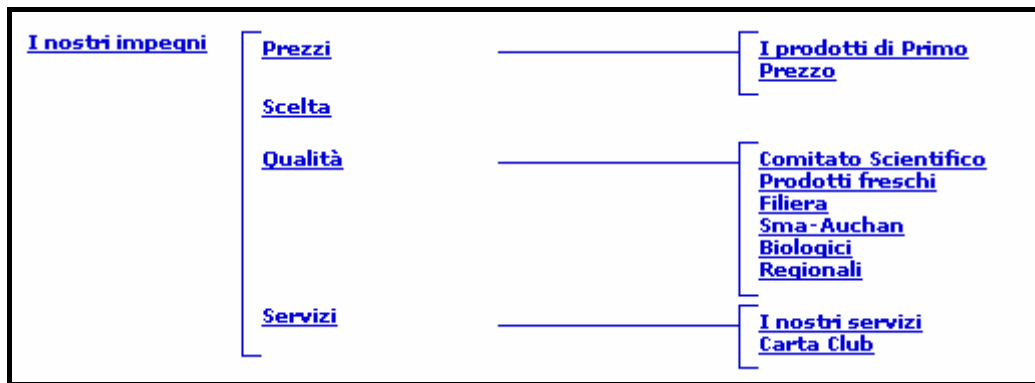 I nostri impegni
Prezzi
I prodotti di Primo
Prezzo
Scelta
Qualità
Comitato Scientifico
Prodotti freschi
Filiera
Sma-Auchan
Biologici
Regionali
Servizi
I nostri servizi
Carta Club